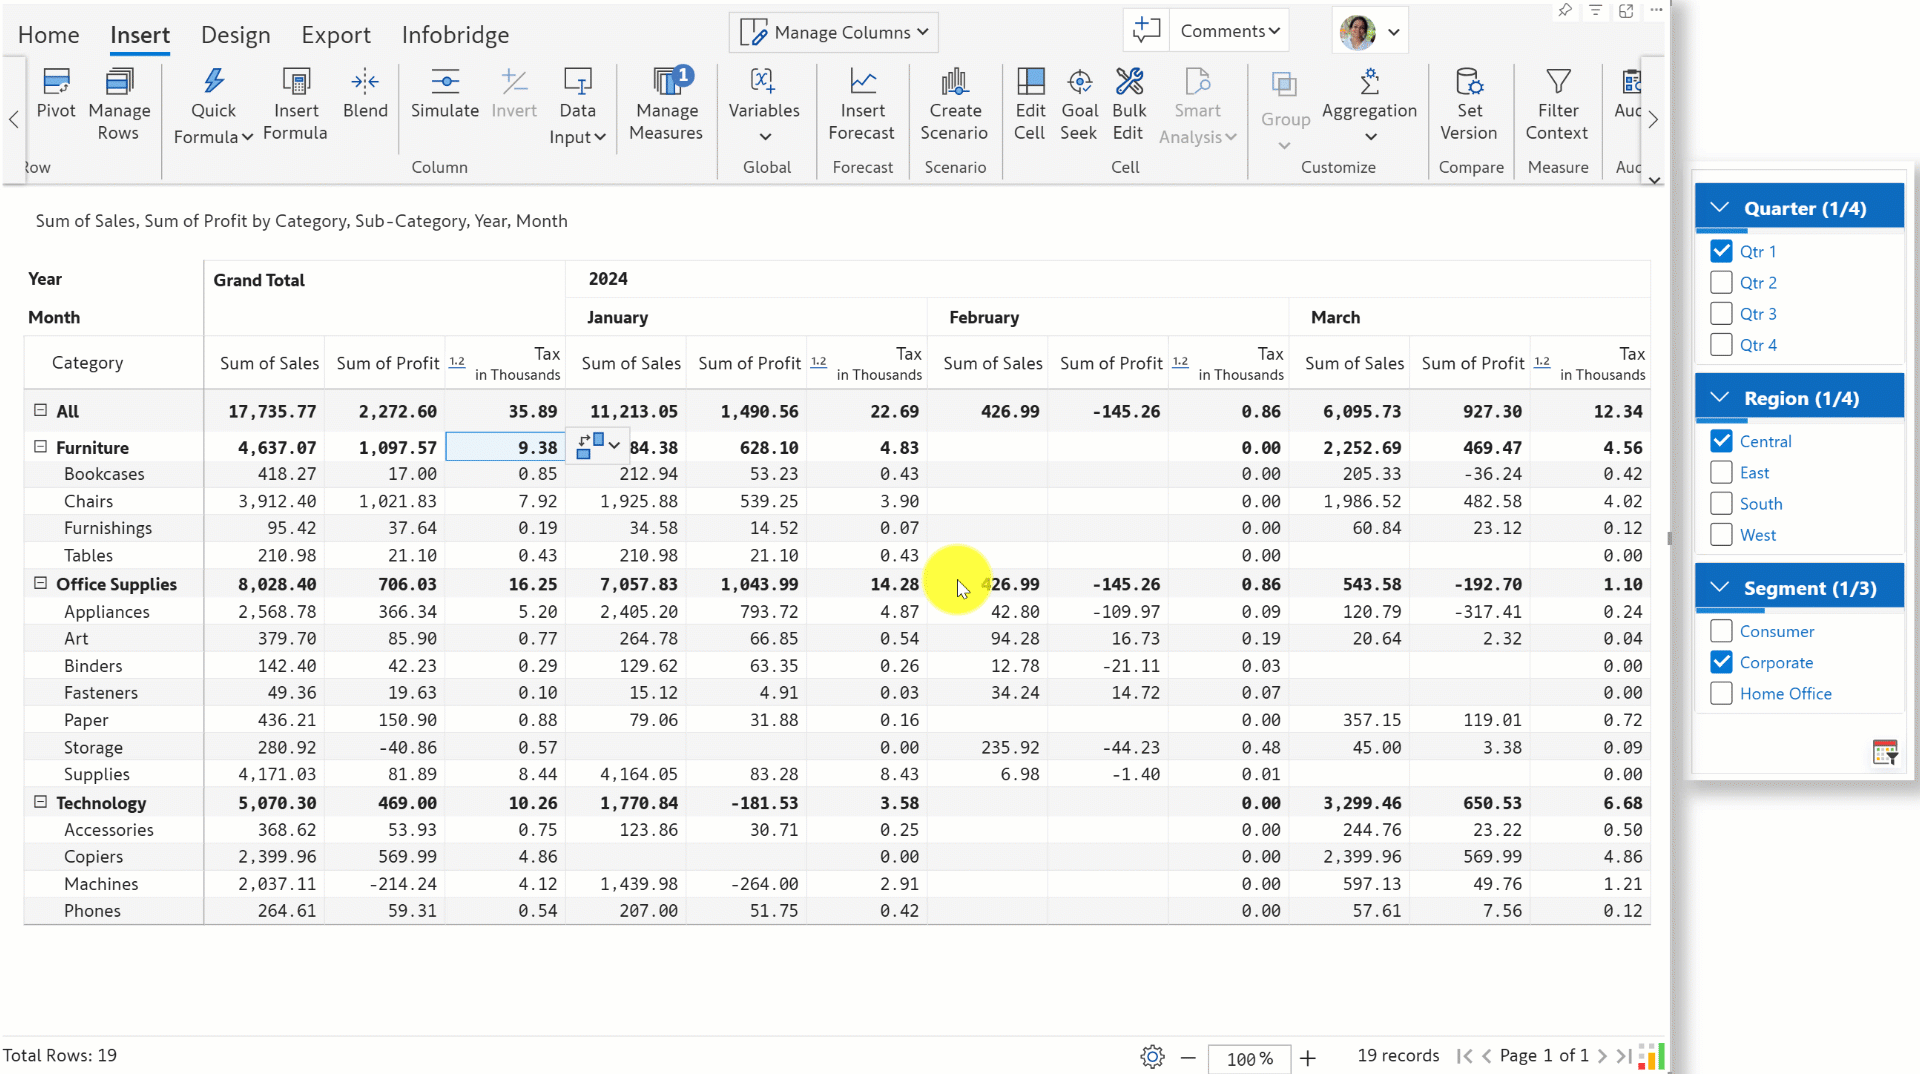 Home Insert Design Export Infobridge Manage Columns Comments
Pivot Manage Rows Quick Formula Insert Formula Blend Simulate Invert Data Input Manage Measures 1 Variables Insert Forecast Create Scenario Edit Cell Goal Seek Bulk Edit Smart Analysis Group Aggregation Set Version Filter Context
Column Global Forecast Scenario Cell Customize Compare Measure
Sum of Sales, Sum of Profit by Category, Sub-Category, Year, Month
Year Grand Total 2024
Month January February March
Category Sum of Sales Sum of Profit 1.2 Tax in Thousands Sum of Sales Sum of Profit 1.2 Tax in Thousands Sum of Sales Sum of Profit 1.2 Tax in Thousands Sum of Sales Sum of Profit 1.2 Tax in Thousands
All 17,735.77 2,272.60 35.89 11,213.05 1,490.56 22.69 426.99 -145.26 0.86 6,095.73 927.30 12.34
Furniture 4,637.07 1,097.57 9.38 84.38 628.10 4.83 0.00 2,252.69 469.47 4.56
Bookcases 418.27 17.00 0.85 212.94 53.23 0.43 0.00 205.33 -36.24 0.42
Chairs 3,912.40 1,021.83 7.92 1,925.88 539.25 3.90 0.00 1,986.52 482.58 4.02
Furnishings 95.42 37.64 0.19 34.58 14.52 0.07 0.00 60.84 23.12 0.12
Tables 210.98 21.10 0.43 210.98 21.10 0.43 0.00 0.00
Office Supplies 8,028.40 706.03 16.25 7,057.83 1,043.99 14.28 426.99 -145.26 0.86 543.58 -192.70 1.10
Appliances 2,568.78 366.34 5.20 2,405.20 793.72 4.87 42.80 -109.97 0.09 120.79 -317.41 0.24
Art 379.70 85.90 0.77 264.78 66.85 0.54 94.28 16.73 0.19 20.64 2.32 0.04
Binders 142.40 42.23 0.29 129.62 63.35 0.26 12.78 -21.11 0.03 0.00
Fasteners 49.36 19.63 0.10 15.12 4.91 0.03 34.24 14.72 0.07 0.00
Paper 436.21 150.90 0.88 79.06 31.88 0.16 0.00 357.15 119.01 0.72
Storage 280.92 -40.86 0.57 0.00 235.92 -44.23 0.48 45.00 3.38 0.09
Supplies 4,171.03 81.89 8.44 4,164.05 83.28 8.43 6.98 -1.40 0.01 0.00
Technology 5,070.30 469.00 10.26 1,770.84 -181.53 3.58 0.00 3,299.46 650.53 6.68
Accessories 368.62 53.93 0.75 123.86 30.71 0.25 0.00 244.76 23.22 0.50
Copiers 2,399.96 569.99 4.86 0.00 0.00 2,399.96 569.99 4.86
Machines 2,037.11 -214.24 4.12 1,439.98 -264.00 2.91 0.00 597.13 49.76 1.21
Phones 264.61 59.31 0.54 207.00 51.75 0.42 0.00 57.61 7.56 0.12
Total Rows: 19 100 % 19 records Page 1 of 1
Quarter (1/4)
Qtr 1
Qtr 2
Qtr 3
Qtr 4
Region (1/4)
Central
East
South
West
Segment (1/3)
Consumer
Corporate
Home Office